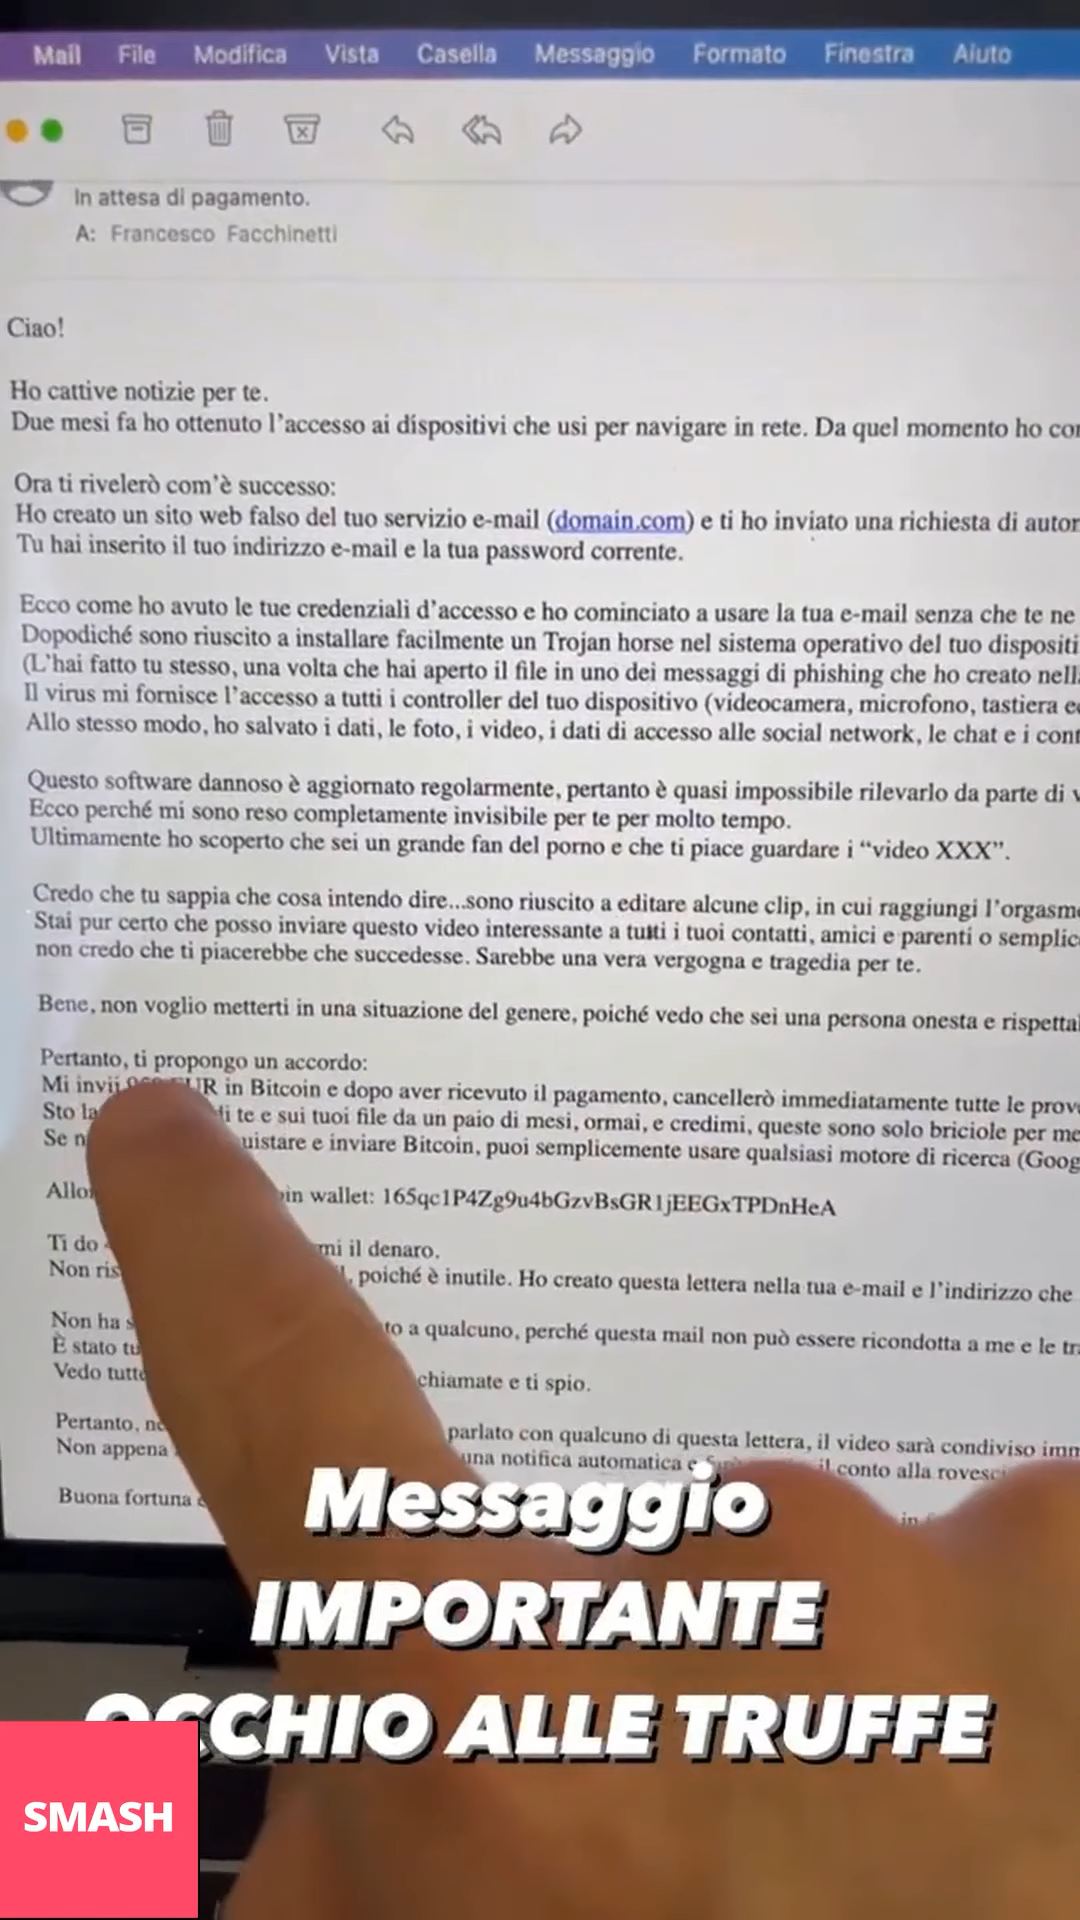 Mail File Modifica Vista Casella Messaggio Formato Finestra Aiuto
In attesa di pagamento.
A: Francesco Facchinetti
Ciao!
Ho cattive notizie per te.
Due mesi fa ho ottenuto l'accesso ai dispositivi che usi per navigare in rete. Da quel momento ho
Ora ti rivelerò com'è successo:
Ho creato un sito web falso del tuo servizio e-mail (domain.com) e ti ho inviato una richiesta di
Tu hai inserito il tuo indirizzo e-mail e la tua password corrente.
Ecco come ho avuto le tue credenziali d'accesso e ho cominciato a usare la tua e-mail senza che te ne
Dopodiché sono riuscito a installare facilmente un Trojan horse nel sistema operativo del tuo
(L'hai fatto tu stesso, una volta che hai aperto il file in uno dei messaggi di phishing che ho creato
Il virus mi fornisce l'accesso a tutti i controller del tuo dispositivo (videocamera, microfono, tastiera
Allo stesso modo, ho salvato i dati, le foto, i video, i dati di accesso alle social network, le chat e i
Questo software dannoso è aggiornato regolarmente, pertanto è quasi impossibile rilevarlo da parte di
Ecco perché mi sono reso completamente invisibile per te per molto tempo.
Ultimamente ho scoperto che sei un grande fan del porno e che ti piace guardare i “video XXX”.
Credo che tu sappia che cosa intendo dire...sono riuscito a editare alcune clip, in cui raggiungi
Stai pur certo che posso inviare questo video interessante a tutti i tuoi contatti, amici e parenti o
non credo che ti piacerebbe che succedesse. Sarebbe una vera vergogna e tragedia per te.
Bene, non voglio metterti in una situazione del genere, poiché vedo che sei una persona onesta e
Pertanto, ti propongo un accordo:
Mi invii in Bitcoin e dopo aver ricevuto il pagamento, cancellerò immediatamente tutte le
Sto te e sui tuoi file da un paio di mesi, ormai, e credimi, queste sono solo briciole per
Se e inviare Bitcoin, puoi semplicemente usare qualsiasi motore di ricerca
wallet: 165qc1P4Zg9u4bGzvBsGR1jEEGxTPDnHeA
Ti do il denaro.
Non poiché è inutile. Ho creato questa lettera nella tua e-mail e l'indirizzo che
Non ha a qualcuno, perché questa mail non può essere ricondotta a me e le
È stato
Vedo chiamate e ti spio.
Pertanto, parlato con qualcuno di questa lettera, il video sarà condiviso
Non appena una notifica automatica conto alla
Buona fortuna
Messaggio
IMPORTANTE
OCCHIO ALLE TRUFFE
SMASH